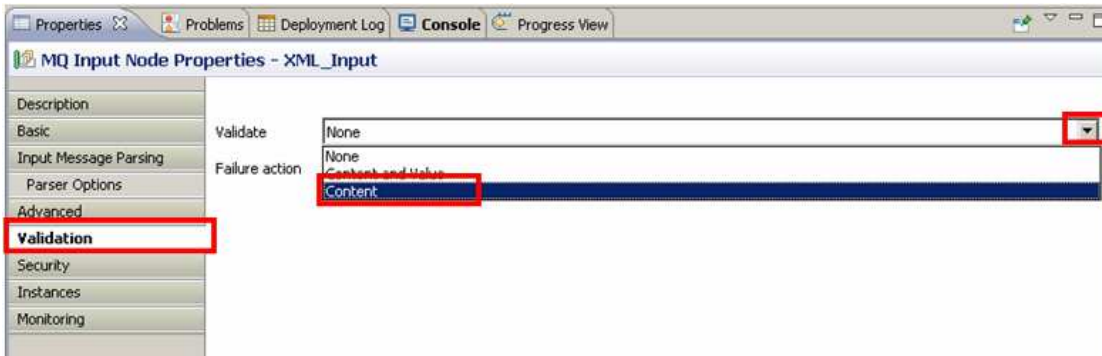 Properties Problems Deployment Log Console Progress View
MQ Input Node Properties - XML_Input
Description
Basic
Validate None
Input Message Parsing
None
Failure action
Content and Value
Parser Options
Content
Advanced
Validation
Security
Instances
Monitoring